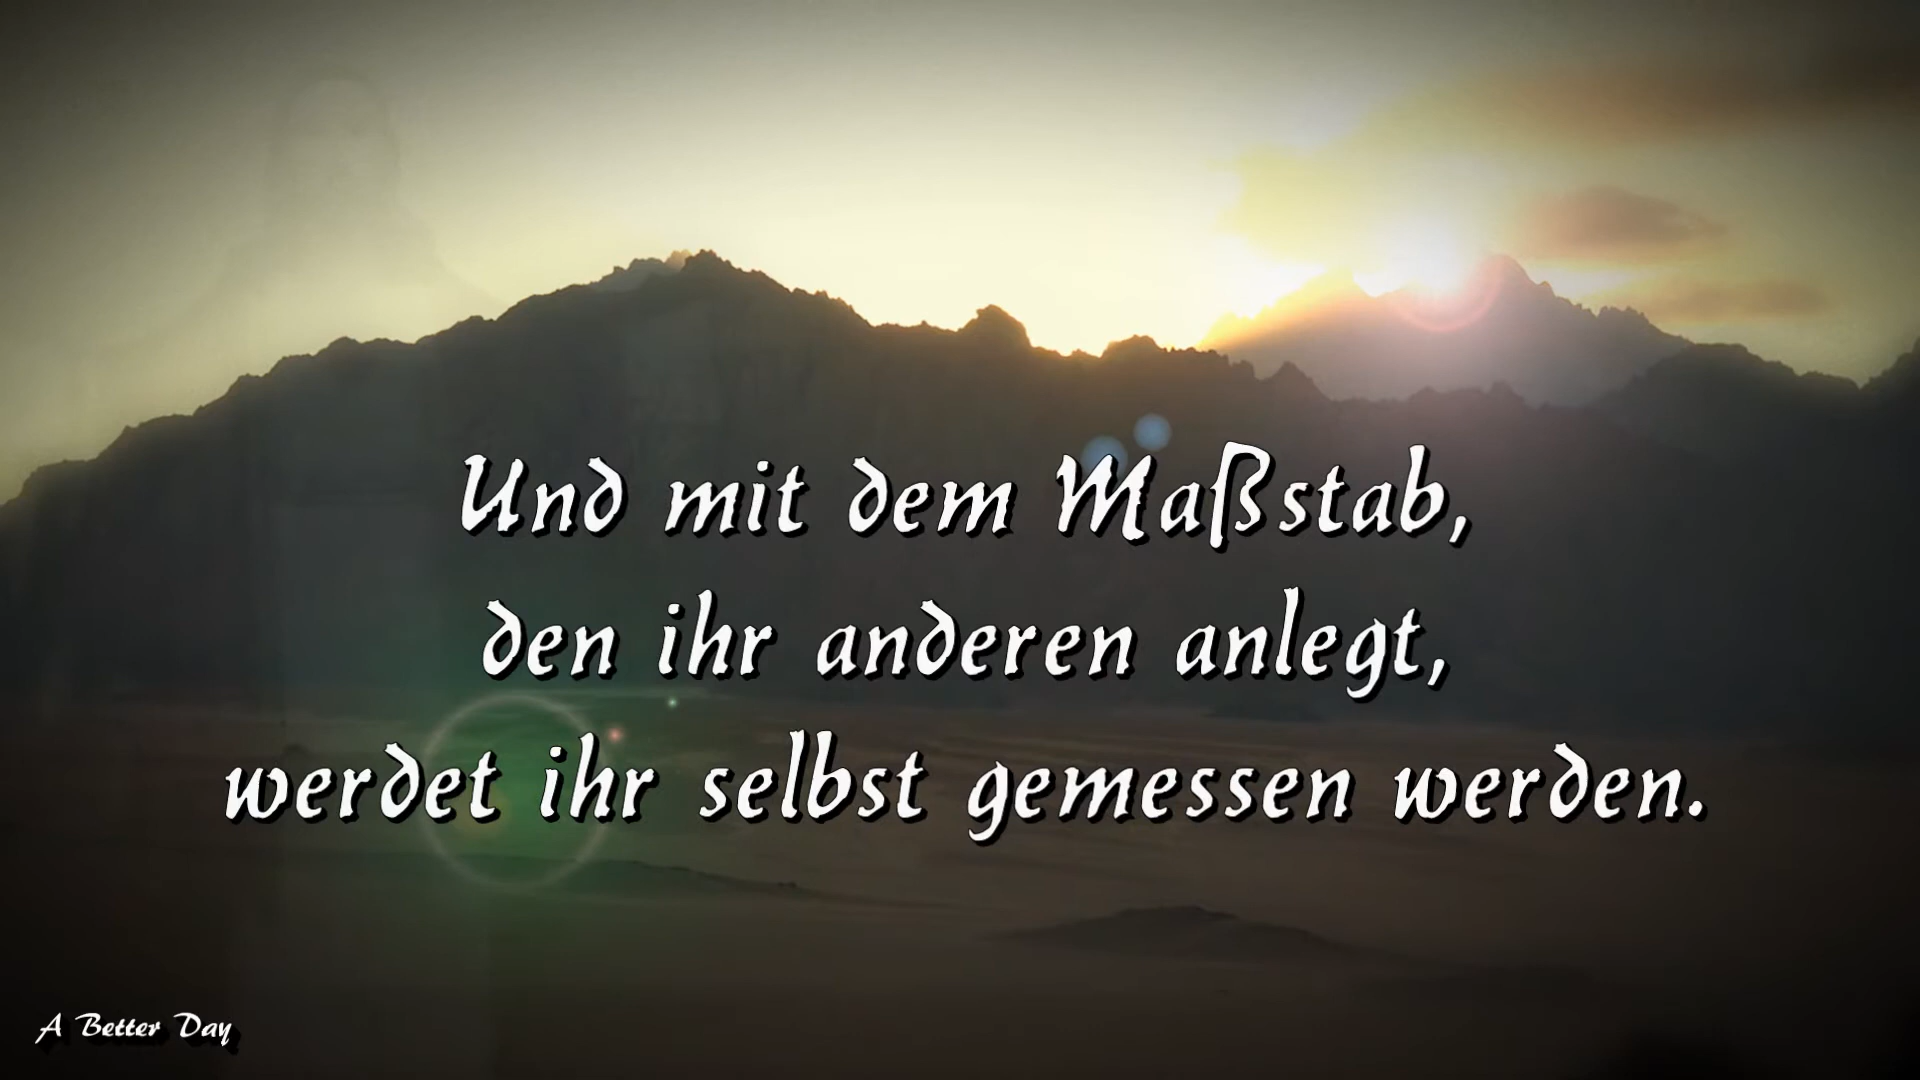 Und mit dem Maßstab,
den ihr anderen anlegt,
werdet ihr selbst gemessen werden.
A Better Day